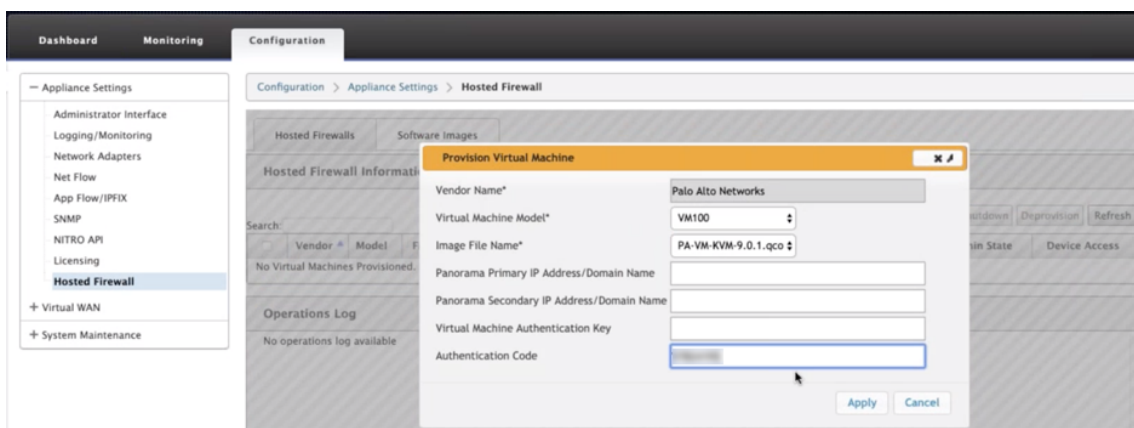 Dashboard Monitoring Configuration
— Appliance Settings
Administrator Interface
Logging/Monitoring
Network Adapters
Net Flow
App Flow/IPFIX
SNMP
NITRO API
Licensing
Hosted Firewall
+ Virtual WAN
+ System Maintenance
Configuration > Appliance Settings > Hosted Firewall
Hosted Firewalls Software Images
Hosted Firewall Informati
Search:
Vendor Model F
No Virtual Machines Provisioned.
Operations Log
No operations log available
Provision Virtual Machine
Vendor Name* Palo Alto Networks
Virtual Machine Model* VM100
Image File Name* PA-VM-KVM-9.0.1.qco
Panorama Primary IP Address/Domain Name
Panorama Secondary IP Address/Domain Name
Virtual Machine Authentication Key
Authentication Code
Apply Cancel
utdown Deprovision Refresh
in State Device Access